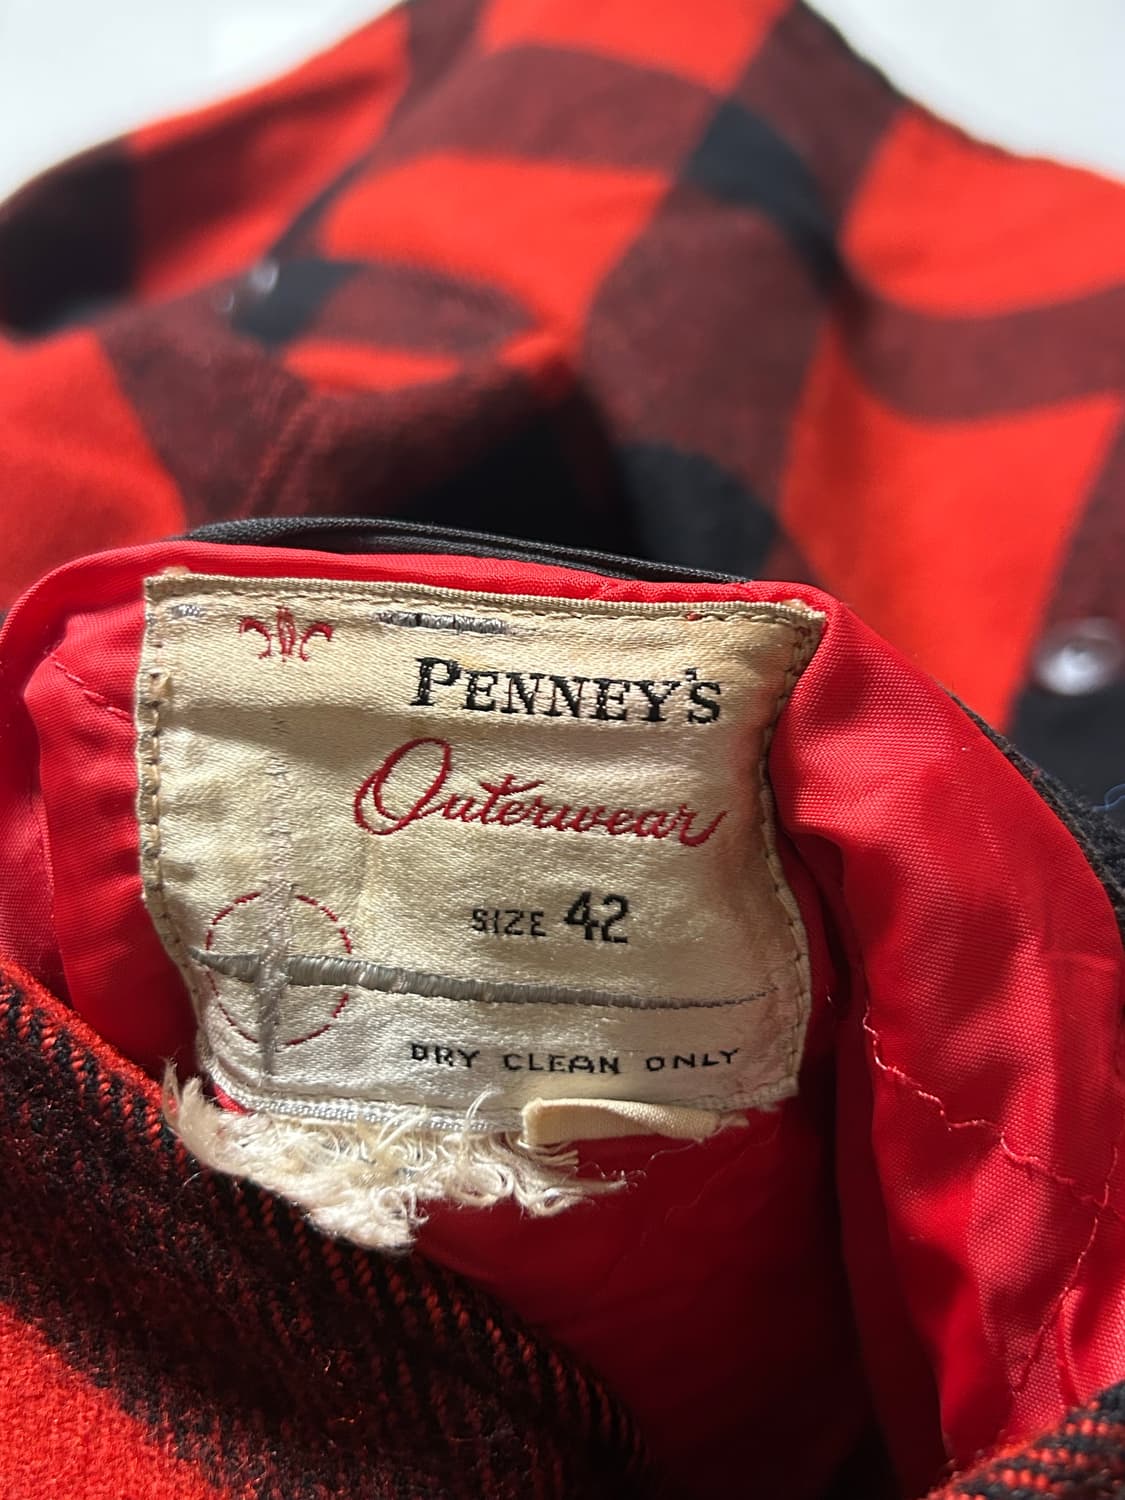 PENNEY'S
Outerwear
SIZE 42
DRY CLEAN ONLY